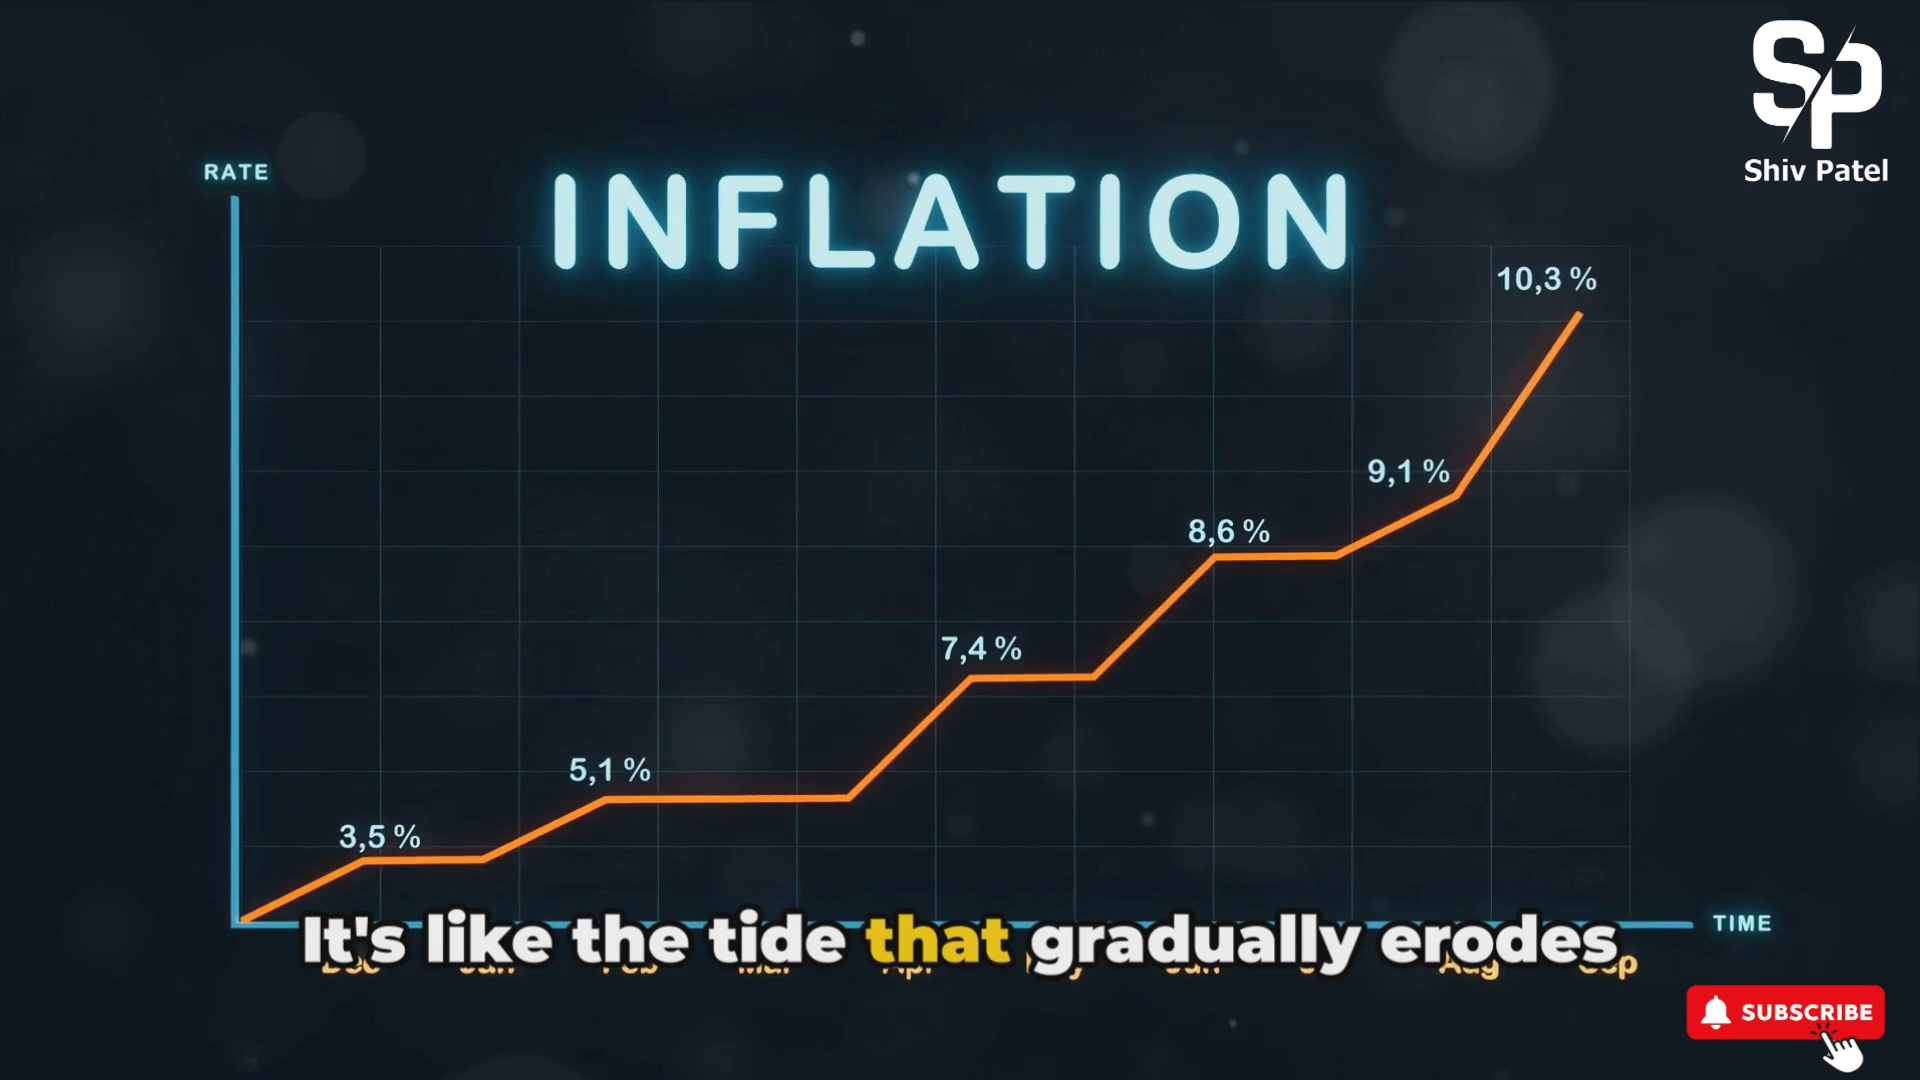 SP
Shiv Patel
RATE
INFLATION
10,3 %
9,1 %
8,6 %
7,4 %
5,1 %
3,5 %
TIME
It's like the tide that gradually erodes
Aug
SUBSCRIBE